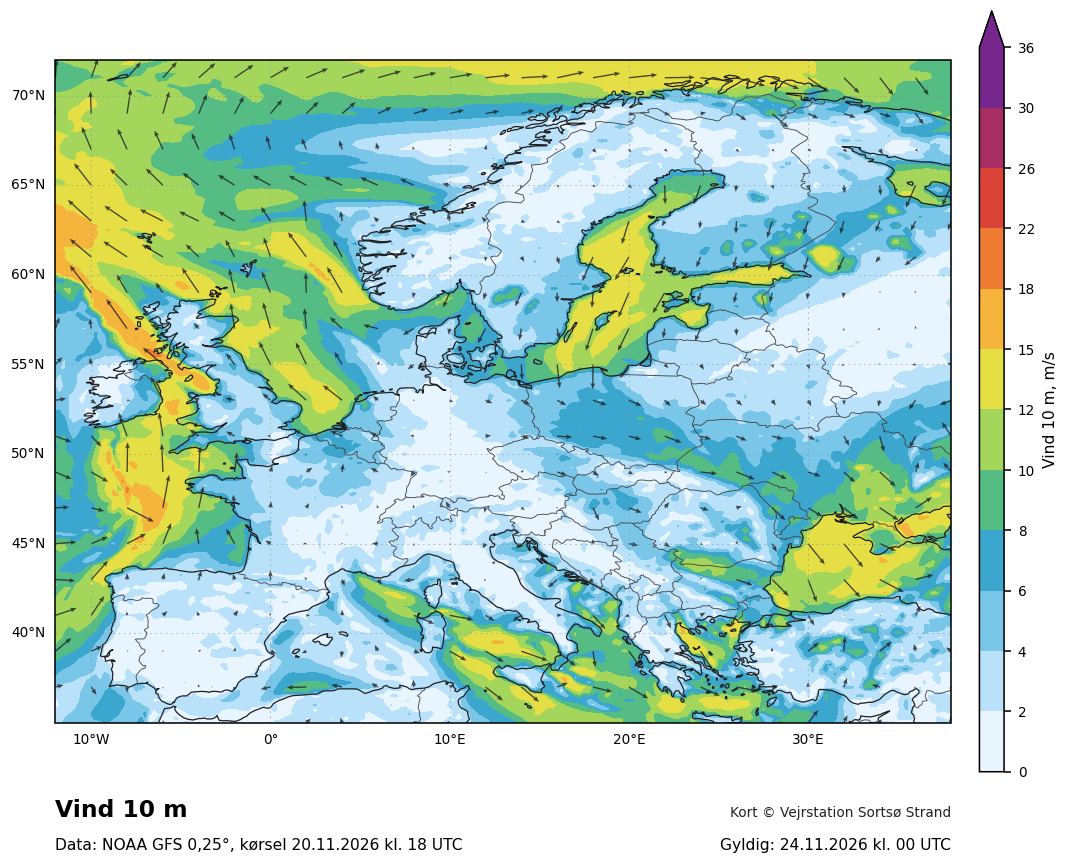 70°N
65°N
60°N
55°N
50°N
45°N
40°N
10°W
0°
10°E
20°E
30°E
36
30
26
22
18
15
12
10
8
6
4
2
0
Vind 10 m, m/s
Vind 10 m
Kort © Vejrstation Sortsø Strand
Data: NOAA GFS 0,25°, kørsel 20.11.2026 kl. 18 UTC
Gyldig: 24.11.2026 kl. 00 UTC